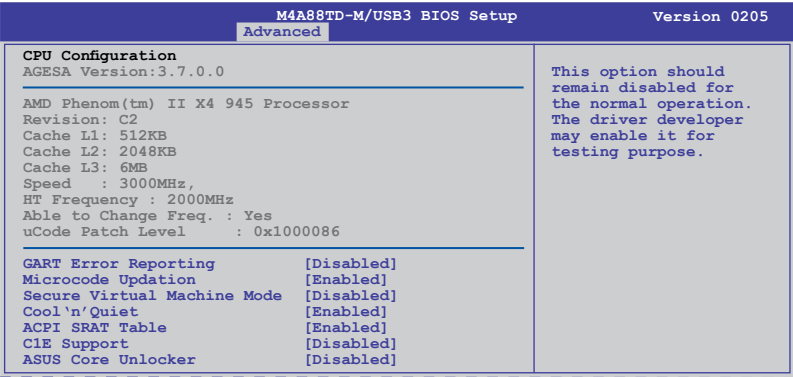 M4A88TD-M/USB3 BIOS Setup Version 0205
Advanced
CPU Configuration
AGESA Version:3.7.0.0
AMD Phenom(tm) II X4 945 Processor
Revision: C2
Cache L1: 512KB
Cache L2: 2048KB
Cache L3: 6MB
Speed : 3000MHz,
HT Frequency : 2000MHz
Able to Change Freq. : Yes
uCode Patch Level : 0x1000086
GART Error Reporting [Disabled]
Microcode Updation [Enabled]
Secure Virtual Machine Mode [Disabled]
Cool‘n’Quiet [Enabled]
ACPI SRAT Table [Enabled]
C1E Support [Disabled]
ASUS Core Unlocker [Disabled]
This option should
remain disabled for
the normal operation.
The driver developer
may enable it for
testing purpose.